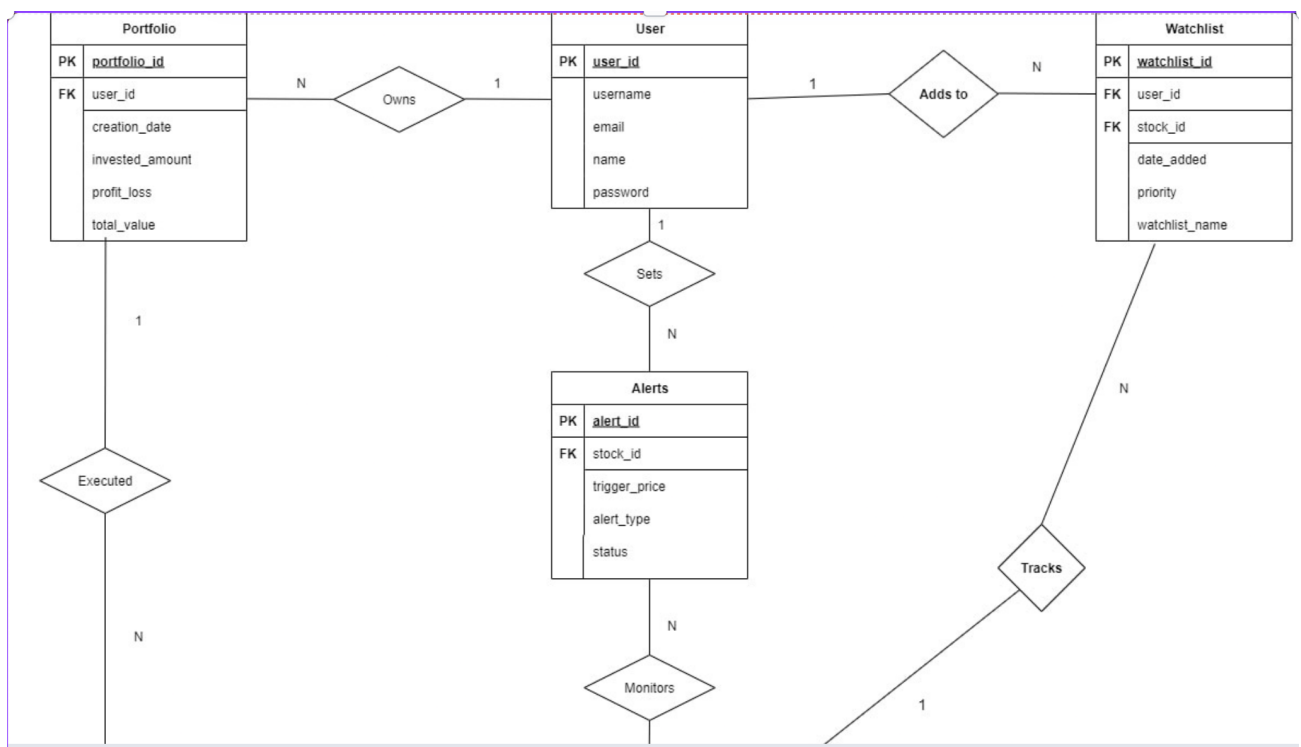 Portfolio
PK portfolio_id
FK user_id
creation_date
invested_amount
profit_loss
total_value
N
Owns
1
User
PK user_id
username
email
name
password
1
Adds to
N
Watchlist
PK watchlist_id
FK user_id
FK stock_id
date_added
priority
watchlist_name
1
Sets
N
Alerts
PK alert_id
FK stock_id
trigger_price
alert_type
status
1
Executed
N
N
Monitors
N
Tracks
1